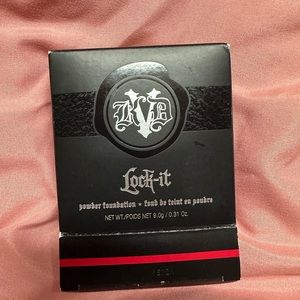 KVD
Lock-it
powder foundation • fond de teint en poudre
NET WT./POIDS NET 9.0g / 0.31 Oz.